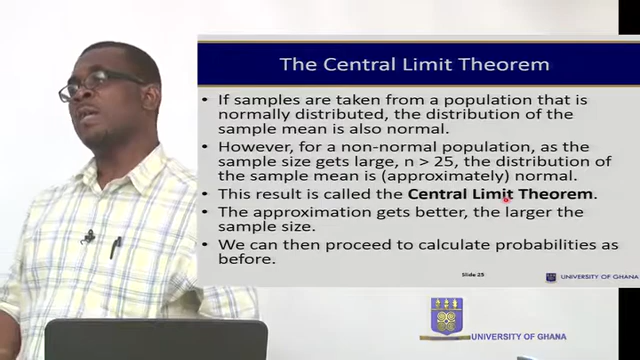 The Central Limit Theorem
• If samples are taken from a population that is
normally distributed, the distribution of the
sample mean is also normal.
• However, for a non-normal population, as the
sample size gets large, n > 25, the distribution of
the sample mean is (approximately) normal.
• This result is called the Central Limit Theorem.
• The approximation gets better, the larger the
sample size.
• We can then proceed to calculate probabilities as
before.
Slide 25
UNIVERSITY OF GHANA
UNIVERSITY OF GHANA